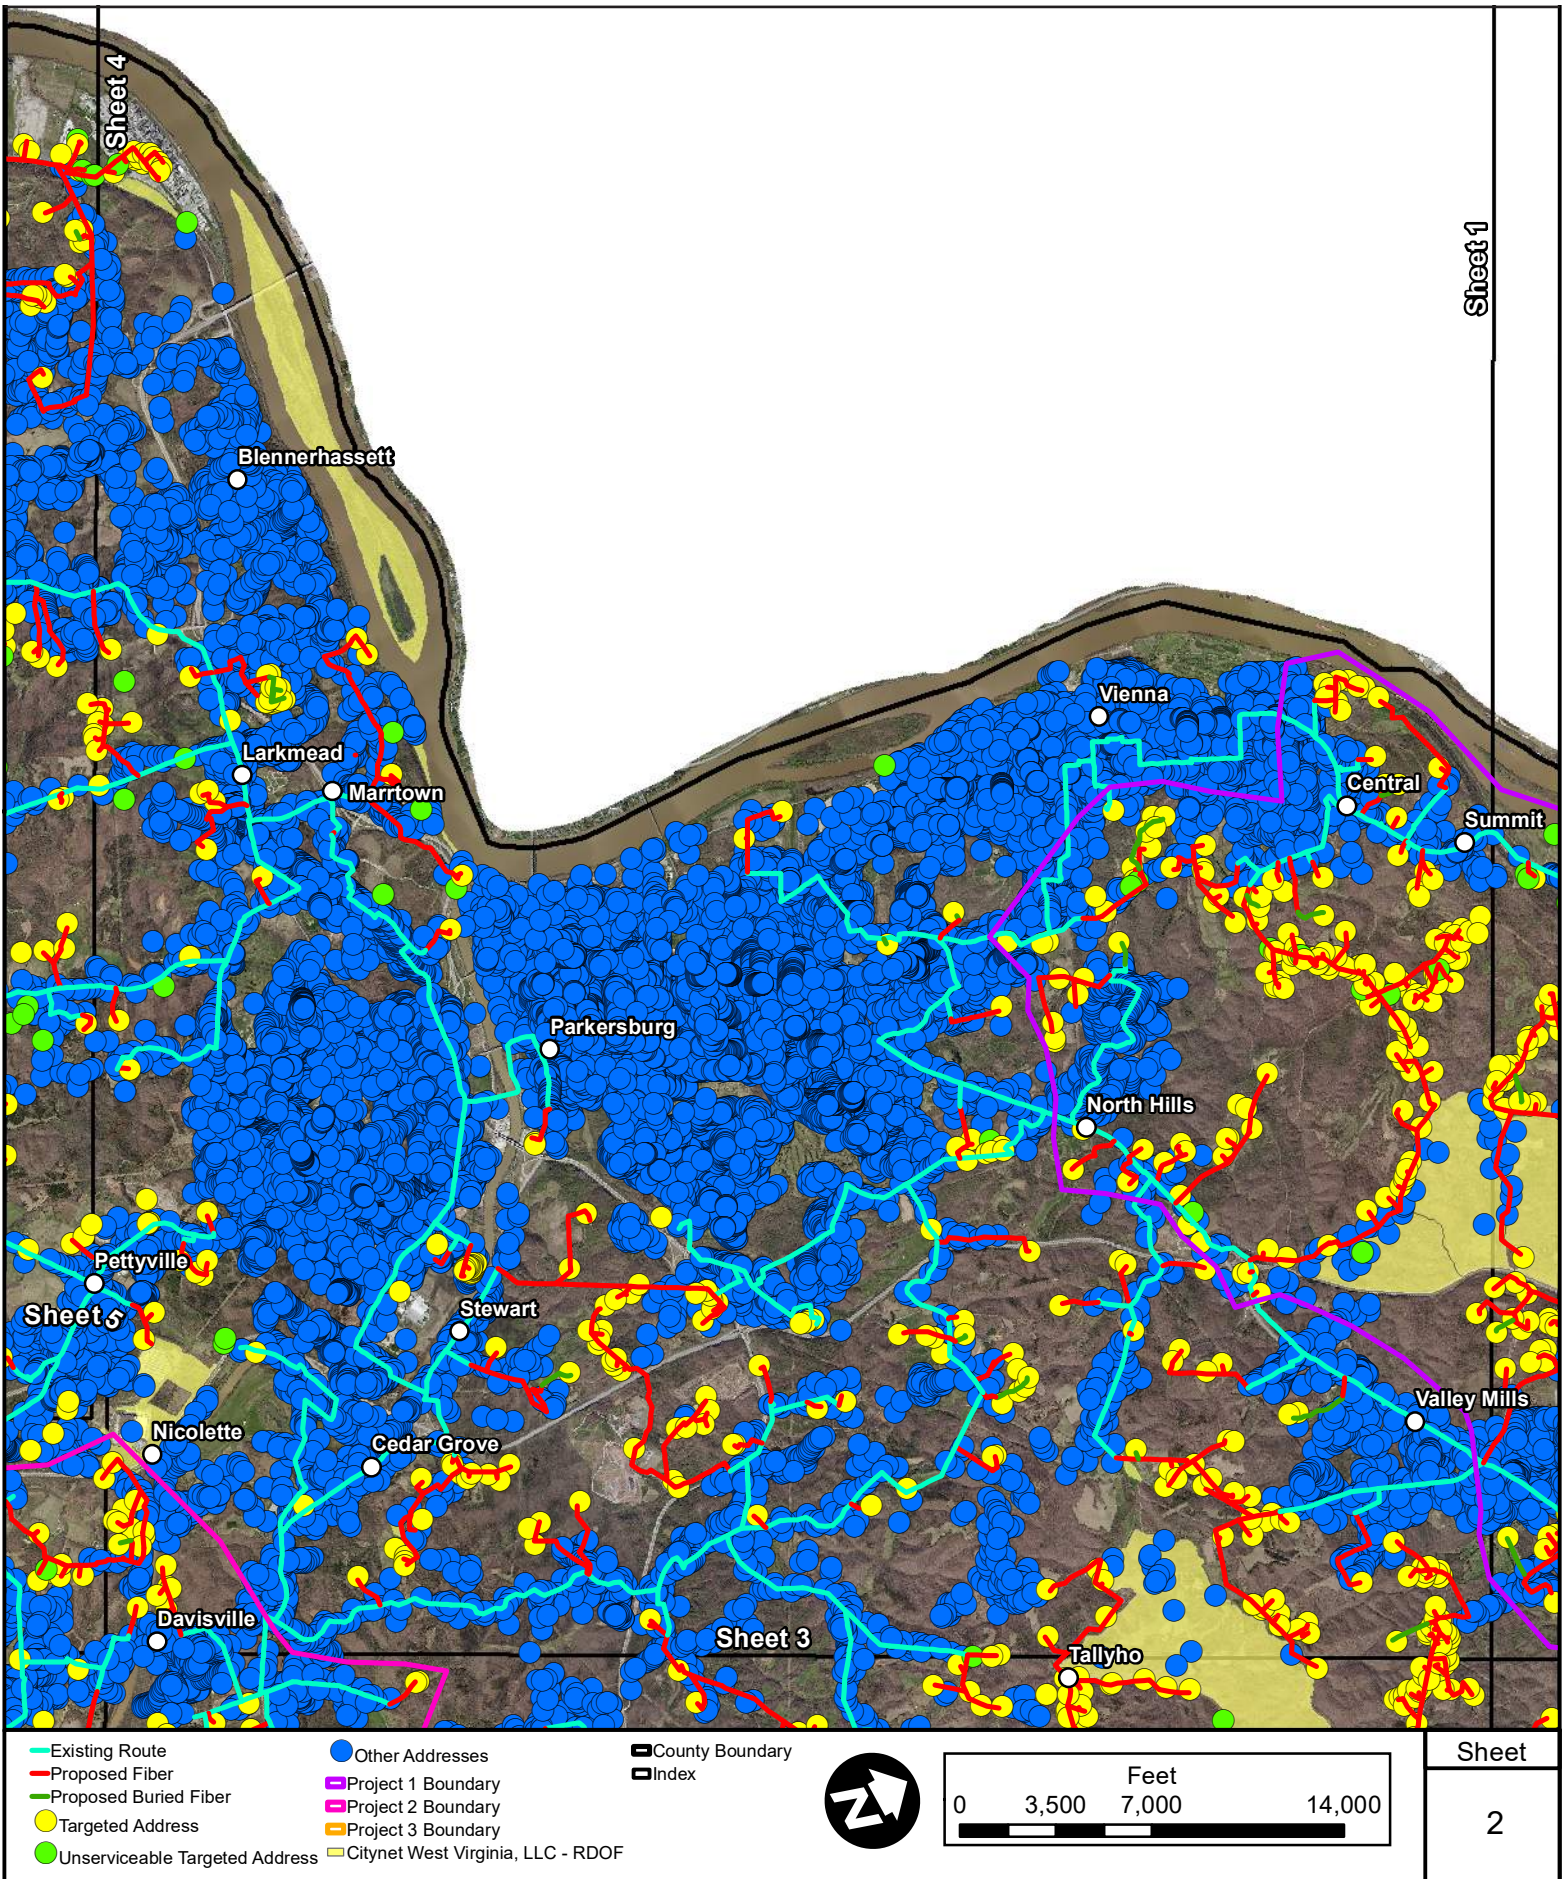 Sheet 4
Sheet 1
Blennerhassett
Vienna
Larkmead
Marrtown
Central
Summit
Parkersburg
North Hills
Pettyville
Sheet 5
Stewart
Valley Mills
Nicolette
Cedar Grove
Davisville
Sheet 3
Tallyho
Existing Route
Proposed Fiber
Proposed Buried Fiber
Targeted Address
Unserviceable Targeted Address
Other Addresses
Project 1 Boundary
Project 2 Boundary
Project 3 Boundary
Citynet West Virginia, LLC - RDOF
County Boundary
Index
N
Feet
0 3,500 7,000 14,000
Sheet
2